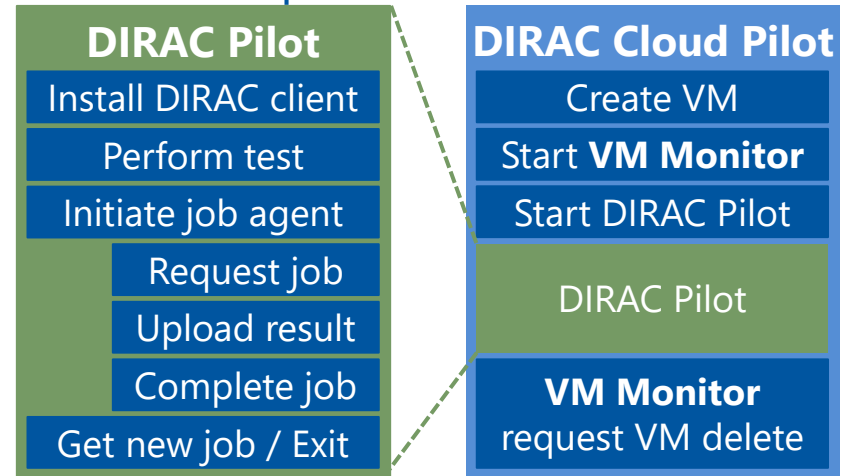 DIRAC Pilot
Install DIRAC client
Perform test
Initiate job agent
Request job
Upload result
Complete job
Get new job / Exit
DIRAC Cloud Pilot
Create VM
Start VM Monitor
Start DIRAC Pilot
DIRAC Pilot
VM Monitor
request VM delete